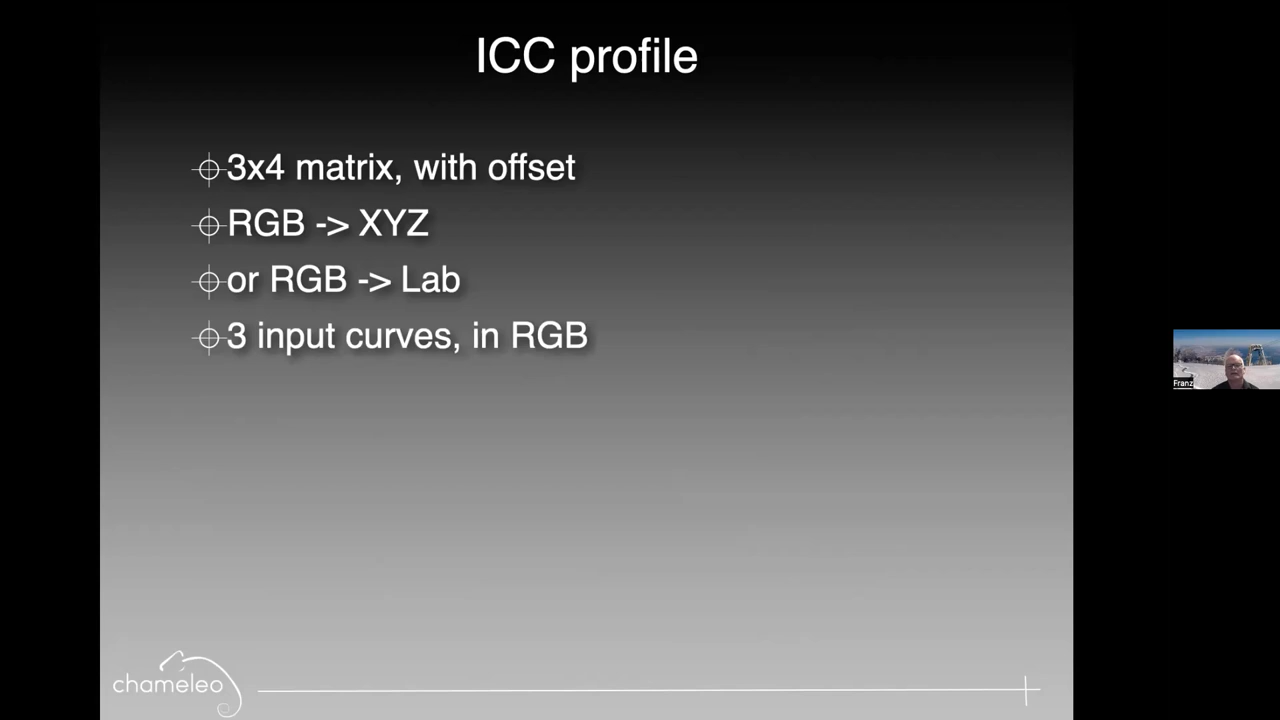 ICC profile
3x4 matrix, with offset
RGB -> XYZ
or RGB -> Lab
3 input curves, in RGB
Franz
chameleo